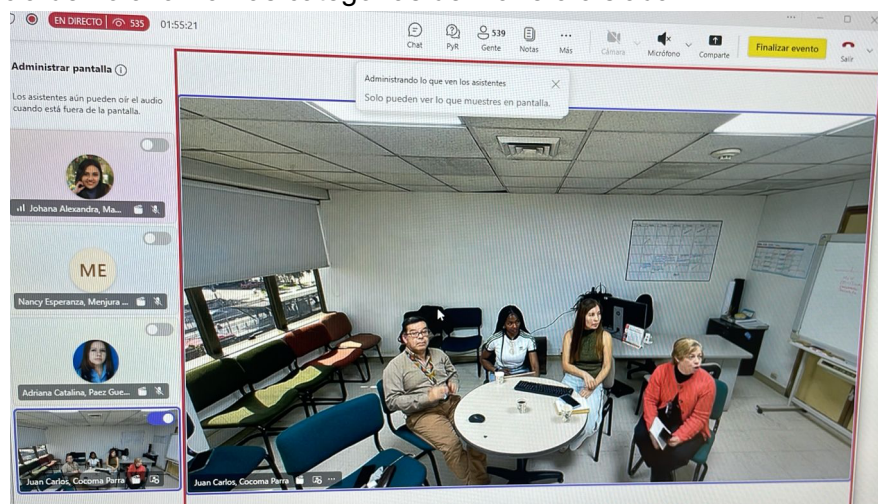 EN DIRECTO 535 01:55:21
Chat
PyR
539
Gente
Notas
Más
Cámara
Micrófono
Comparte
Finalizar evento
Salir
Administrar pantalla
Los asistentes aún pueden oír el audio
cuando está fuera de la pantalla.
Administrando lo que ven los asistentes
Solo pueden ver lo que muestres en pantalla.
Johana Alexandra, Ma...
ME
Nancy Esperanza, Menjura ...
Adriana Catalina, Paez Gue...
Juan Carlos, Cocoma Parra
Juan Carlos, Cocoma Parra